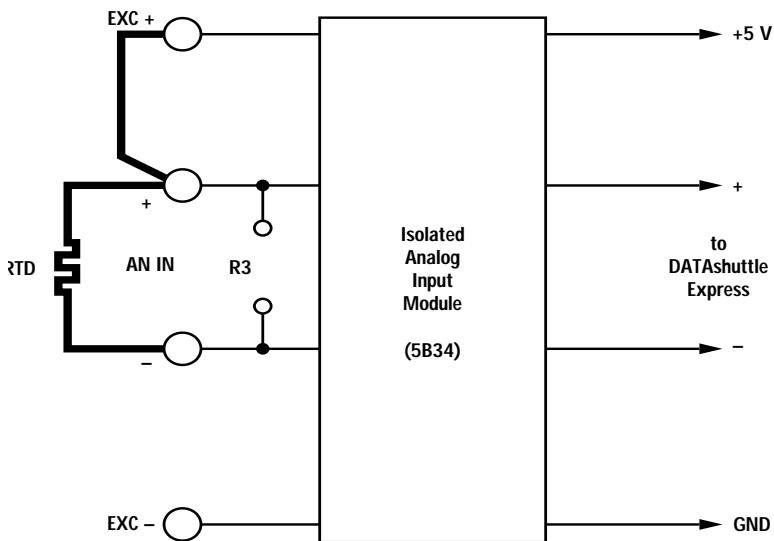 EXC +
+5 V
+
+
RTD
AN IN
R3
Isolated
Analog
Input
Module
(5B34)
to
DATAshuttle
Express
–
–
EXC –
GND